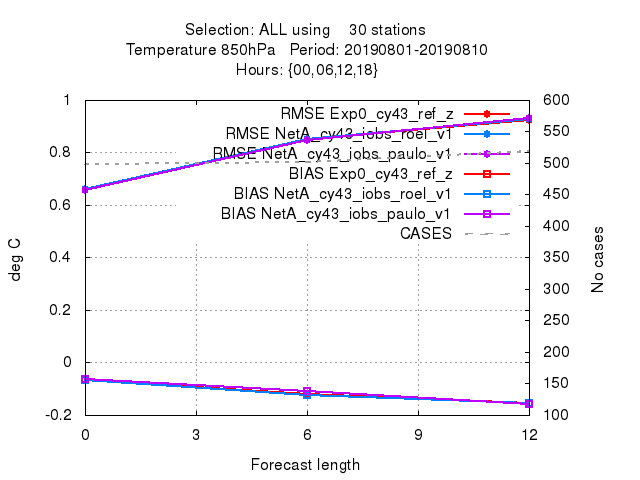 Selection: ALL using 30 stations
Temperature 850hPa Period: 20190801-20190810
Hours: {00,06,12,18}
RMSE Exp0_cy43_ref_z
RMSE NetA_cy43_iobs_roel_v1
RMSE NetA_cy43_iobs_paulo_v1
BIAS Exp0_cy43_ref_z
BIAS NetA_cy43_iobs_roel_v1
BIAS NetA_cy43_iobs_paulo_v1
CASES
1
0.8
0.6
0.4
0.2
0
-0.2
deg C
600
550
500
450
400
350
300
250
200
150
100
No cases
0 3 6 9 12
Forecast length